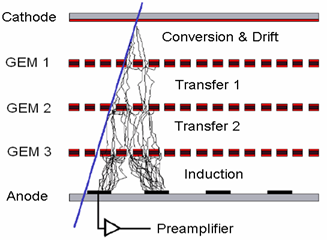 Cathode
Conversion & Drift
GEM 1
Transfer 1
GEM 2
Transfer 2
GEM 3
Induction
Anode
Preamplifier